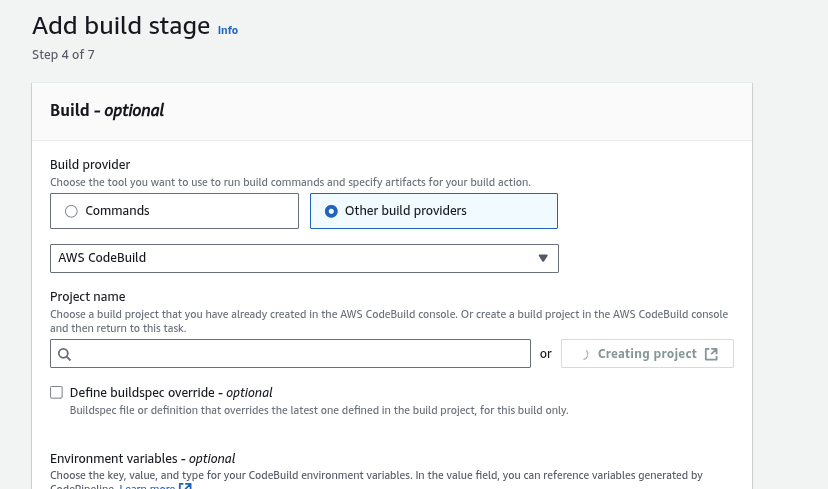 Add build stage Info
Step 4 of 7
Build - optional
Build provider
Choose the tool you want to use to run build commands and specify artifacts for your build action.
Commands
Other build providers
AWS CodeBuild
Project name
Choose a build project that you have already created in the AWS CodeBuild console. Or create a build project in the AWS CodeBuild console
and then return to this task.
or
Creating project
Define buildspec override - optional
Buildspec file or definition that overrides the latest one defined in the build project, for this build only.
Environment variables - optional
Choose the key, value, and type for your CodeBuild environment variables. In the value field, you can reference variables generated by
CodePipeline. Learn more